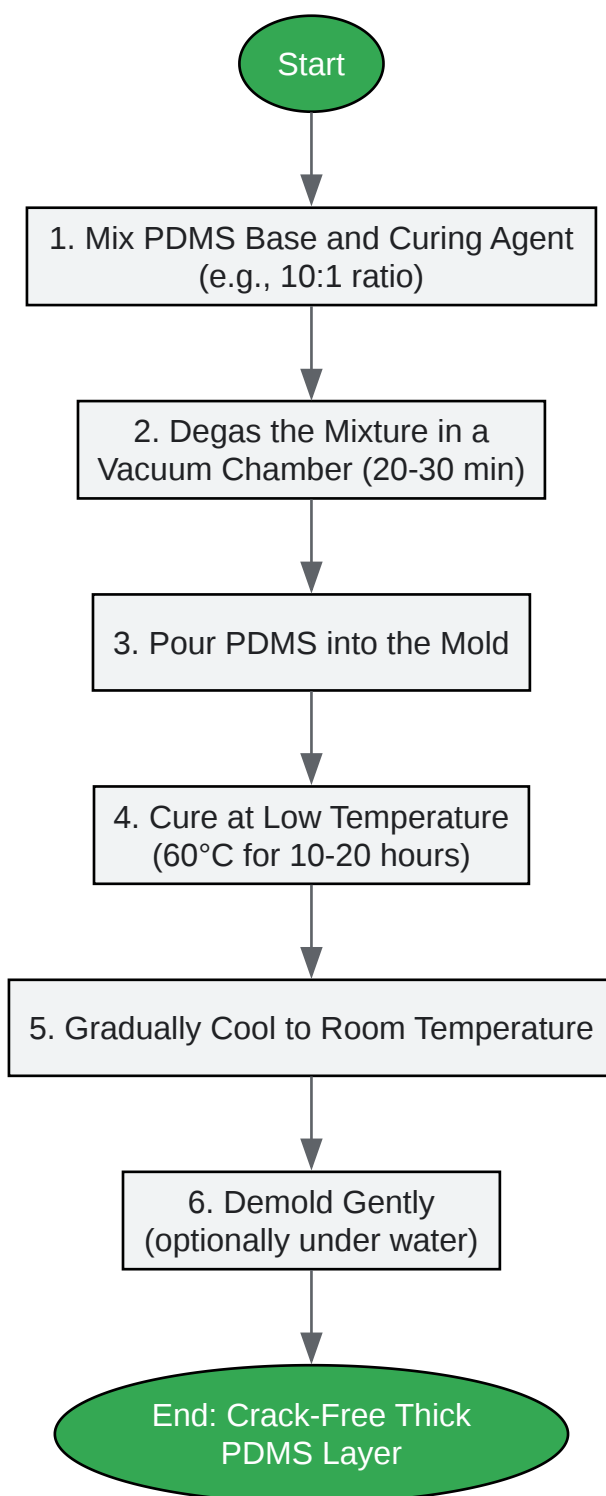 Start
1. Mix PDMS Base and Curing Agent
(e.g., 10:1 ratio)
2. Degas the Mixture in a
Vacuum Chamber (20-30 min)
3. Pour PDMS into the Mold
4. Cure at Low Temperature
(60°C for 10-20 hours)
5. Gradually Cool to Room Temperature
6. Demold Gently
(optionally under water)
End: Crack-Free Thick
PDMS Layer